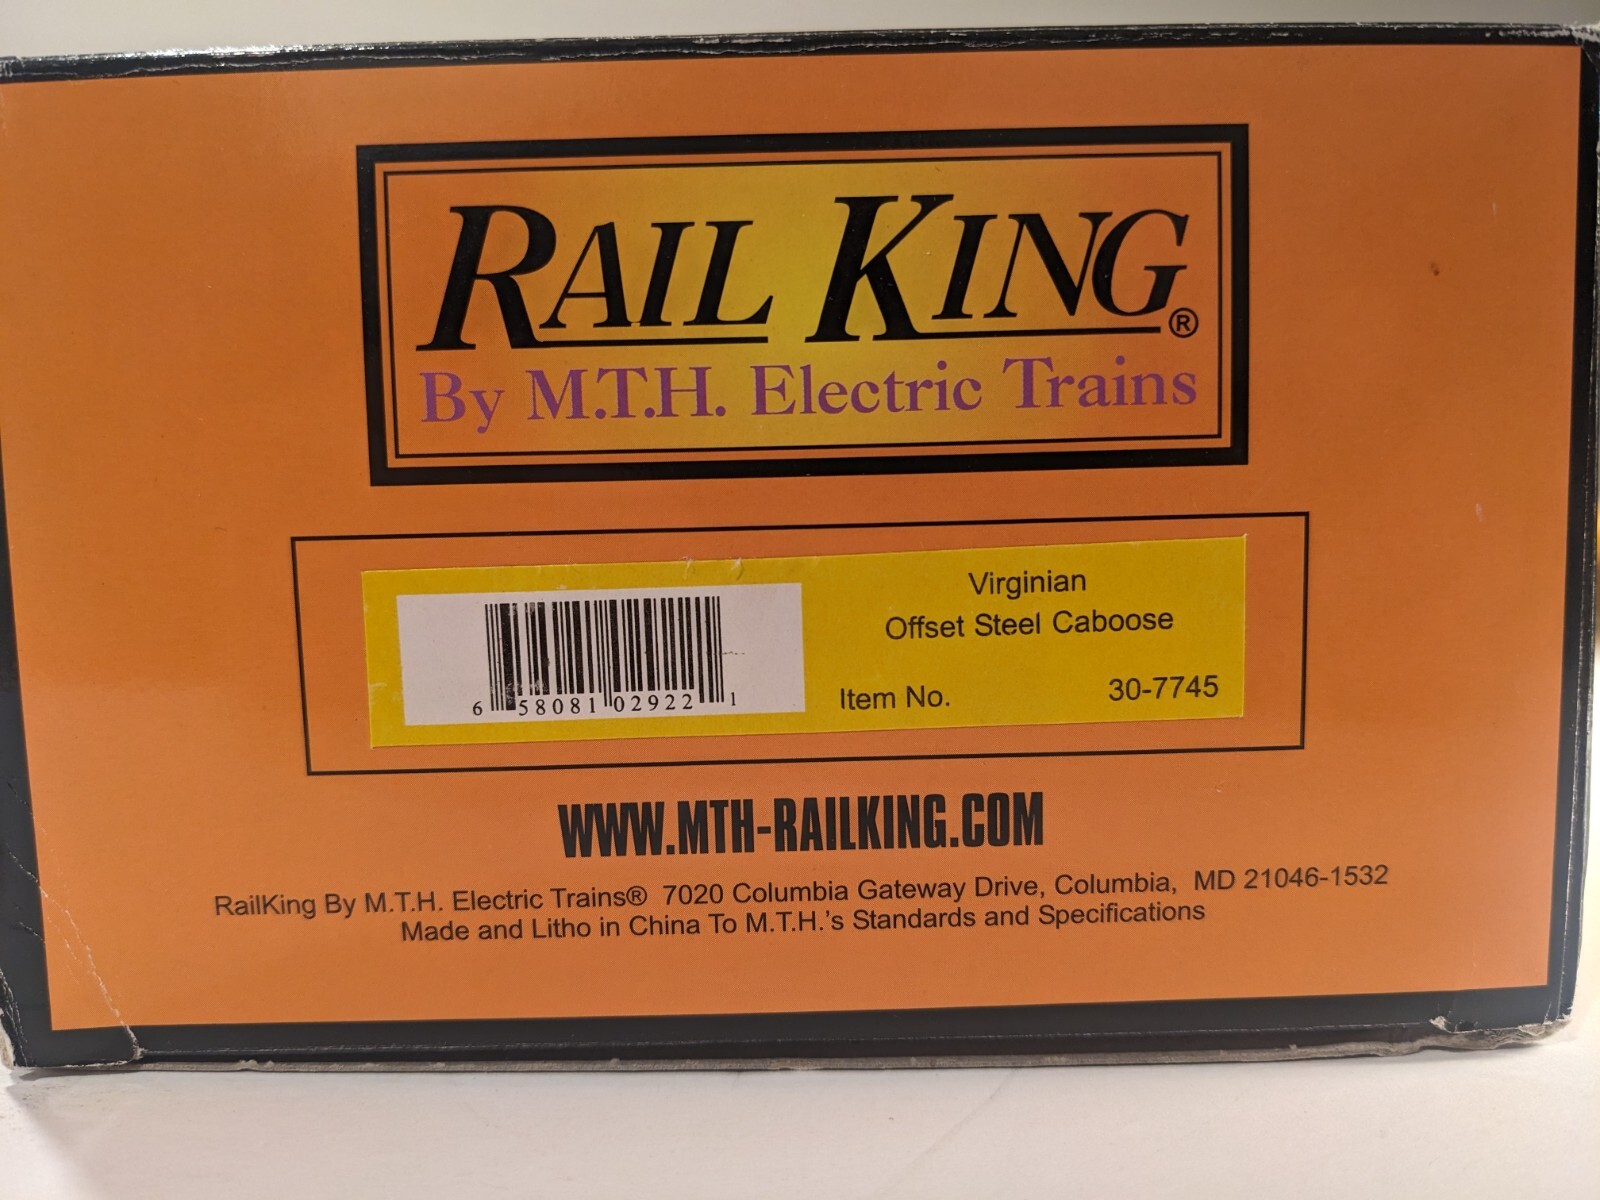 RAIL KING®
By M.T.H. Electric Trains
Virginian
Offset Steel Caboose
Item No. 30-7745
6 58081 02922 1
WWW.MTH-RAILKING.COM
RailKing By M.T.H. Electric Trains® 7020 Columbia Gateway Drive, Columbia, MD 21046-1532
Made and Litho in China To M.T.H.'s Standards and Specifications